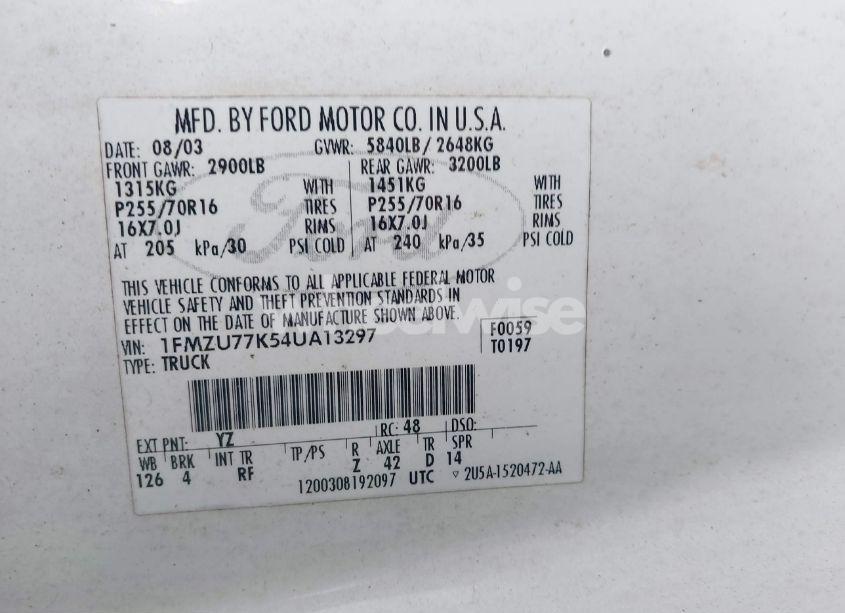 MFD. BY FORD MOTOR CO. IN U.S.A.
DATE: 08/03 GVWR: 5840LB/ 2648KG
FRONT GAWR: 2900LB REAR GAWR: 3200LB
1315KG WITH 1451KG WITH
P255/70R16 TIRES P255/70R16 TIRES
16X7.0J RIMS 16X7.0J RIMS
AT 205 kPa/30 PSI COLD AT 240 kPa/35 PSI COLD
Ford
THIS VEHICLE CONFORMS TO ALL APPLICABLE FEDERAL MOTOR
VEHICLE SAFETY AND THEFT PREVENTION STANDARDS IN
EFFECT ON THE DATE OF MANUFACTURE SHOWN ABOVE.
VIN: 1FMZU77K54UA13297 F0059
TYPE: TRUCK T0197
RC: 48 DSO:
EXT PNT: YZ
WB BRK INT TR TP/PS R AXLE TR SPR
126 4 RF Z 42 D 14
1200308192097 UTC ▽ 2U5A-1520472-AA